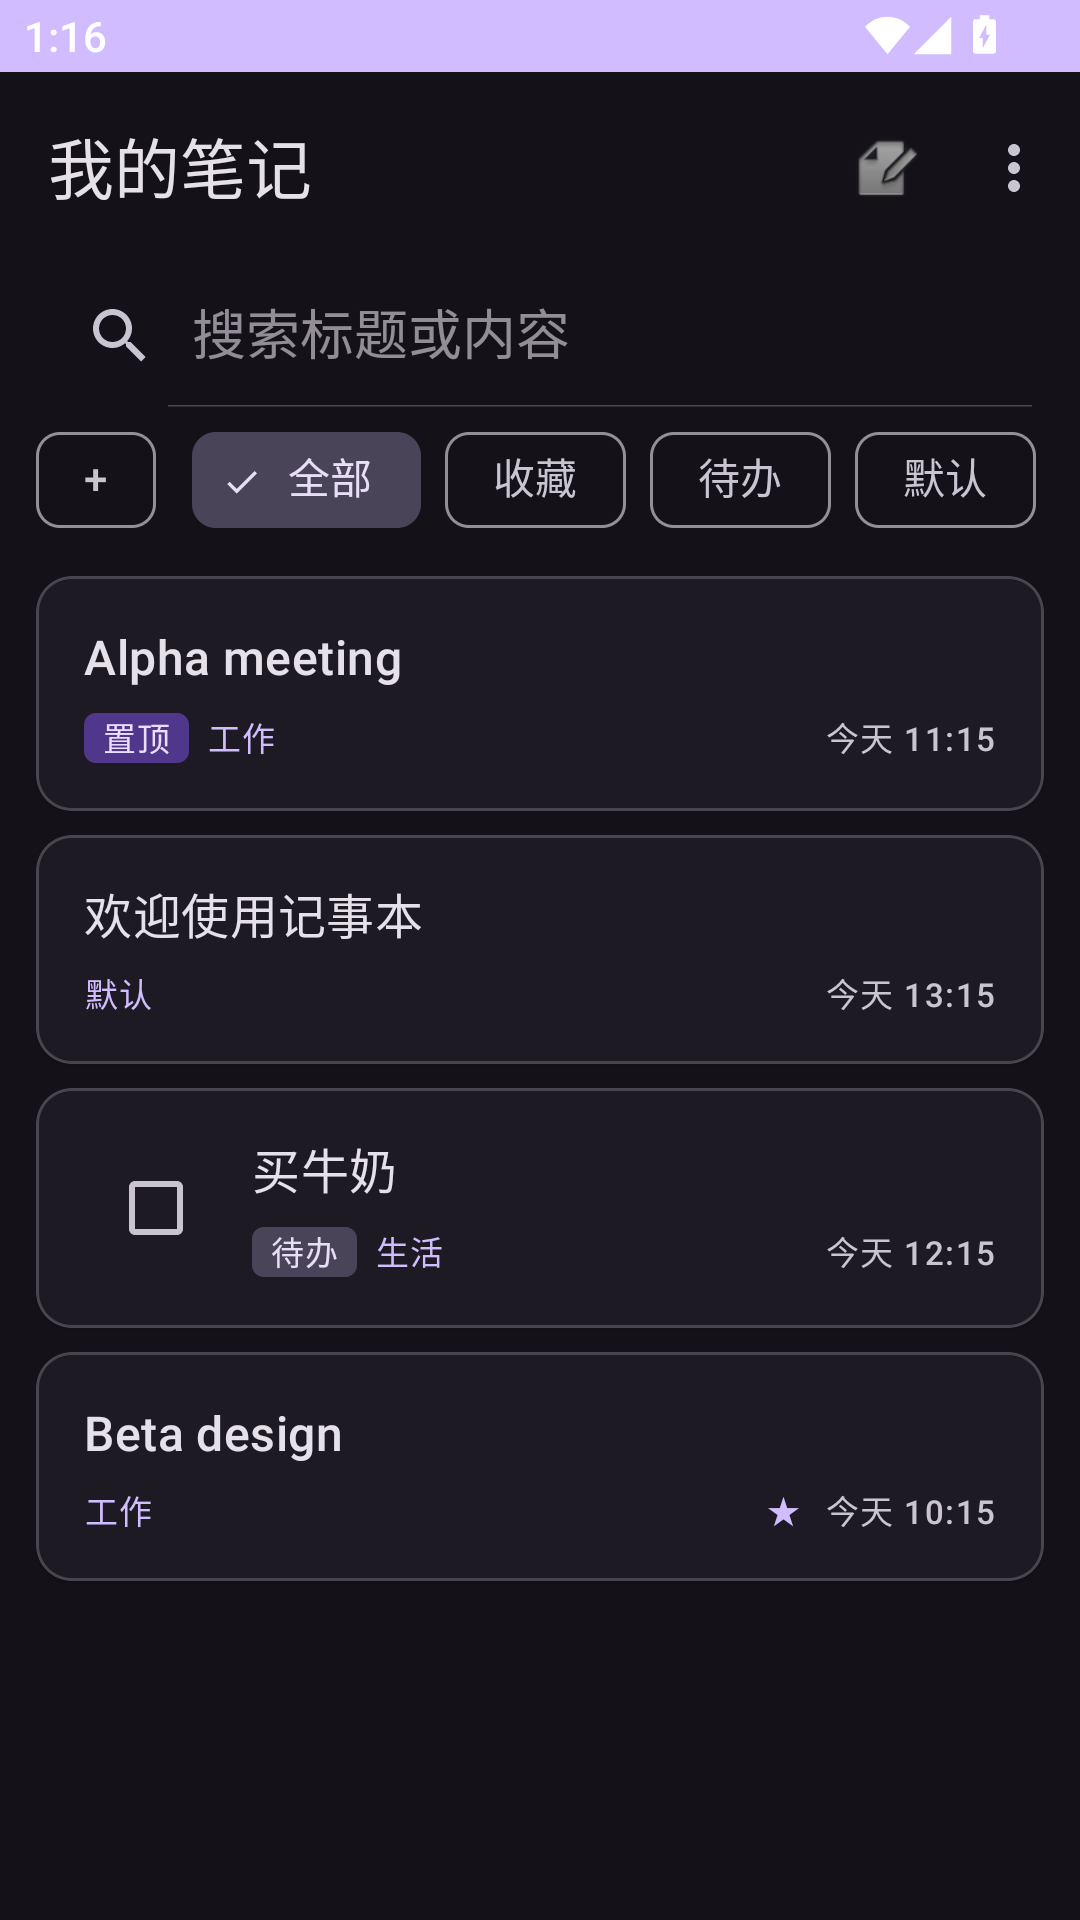 1:16
我的笔记
搜索标题或内容
+ 全部 收藏 待办 默认
Alpha meeting
置顶 工作 今天 11:15
欢迎使用记事本
默认 今天 13:15
买牛奶
待办 生活 今天 12:15
Beta design
工作 ★ 今天 10:15